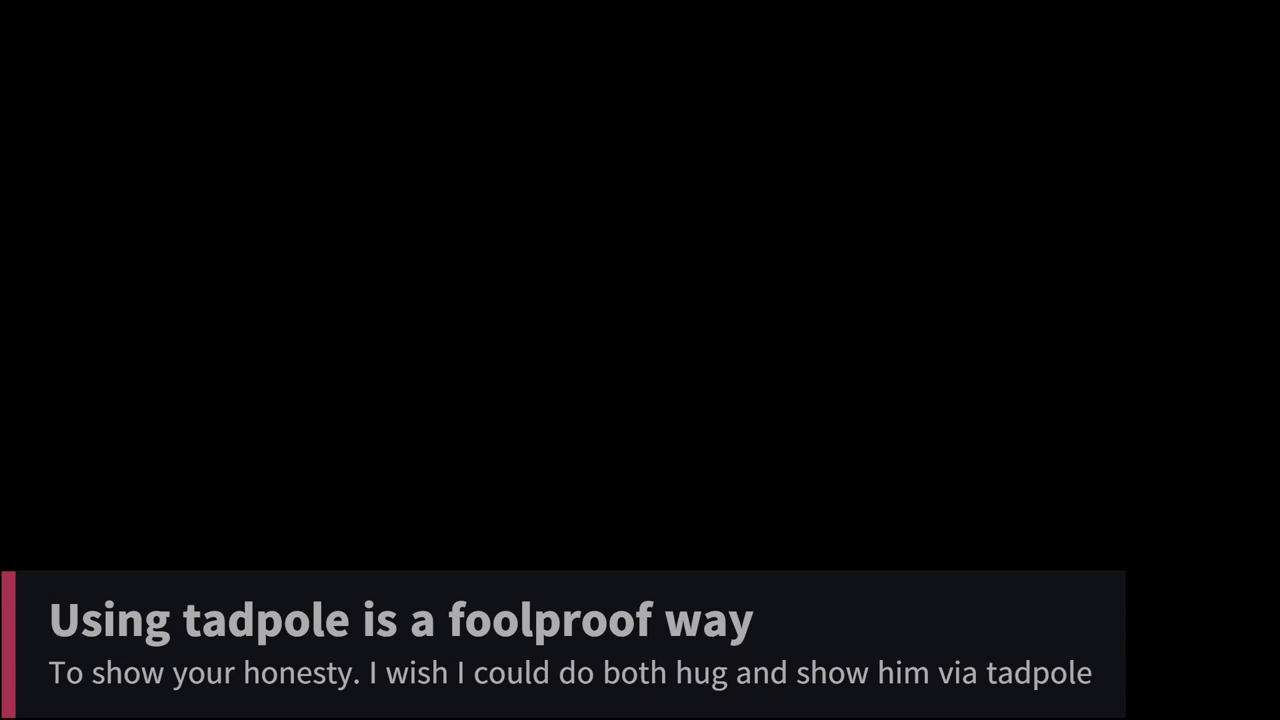 Using tadpole is a foolproof way
To show your honesty. I wish I could do both hug and show him via tadpole